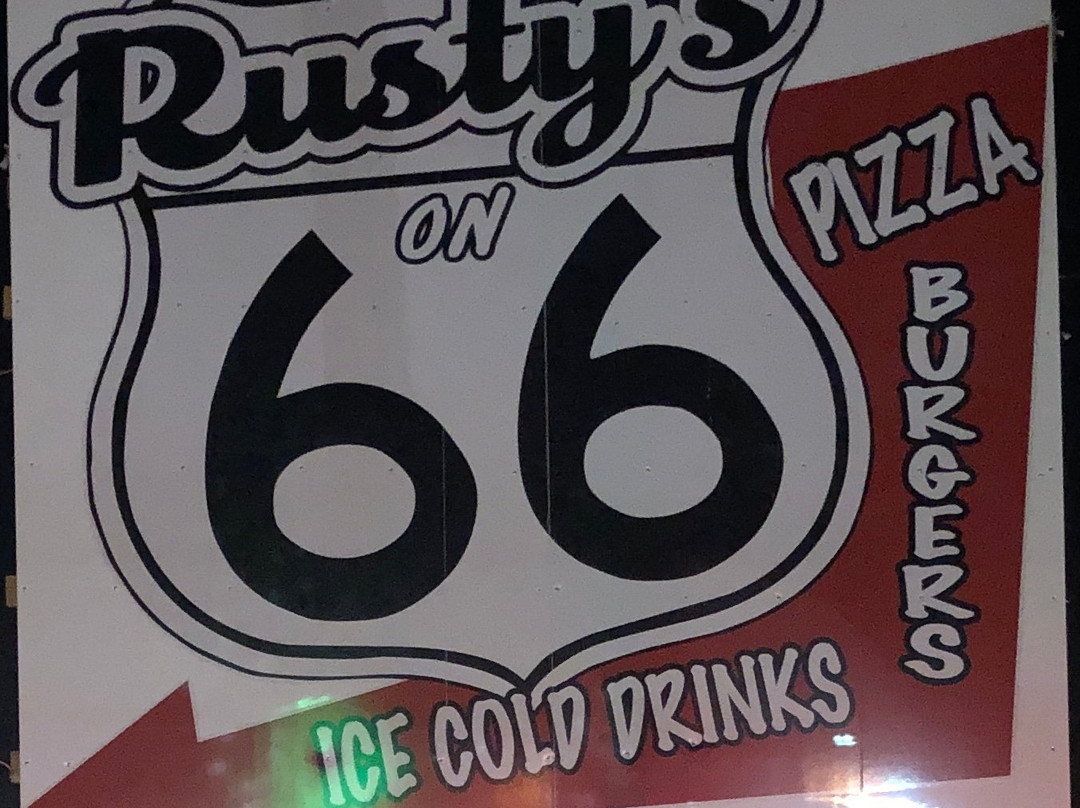 Rusty's
ON
66
PIZZA
BURGERS
ICE COLD DRINKS